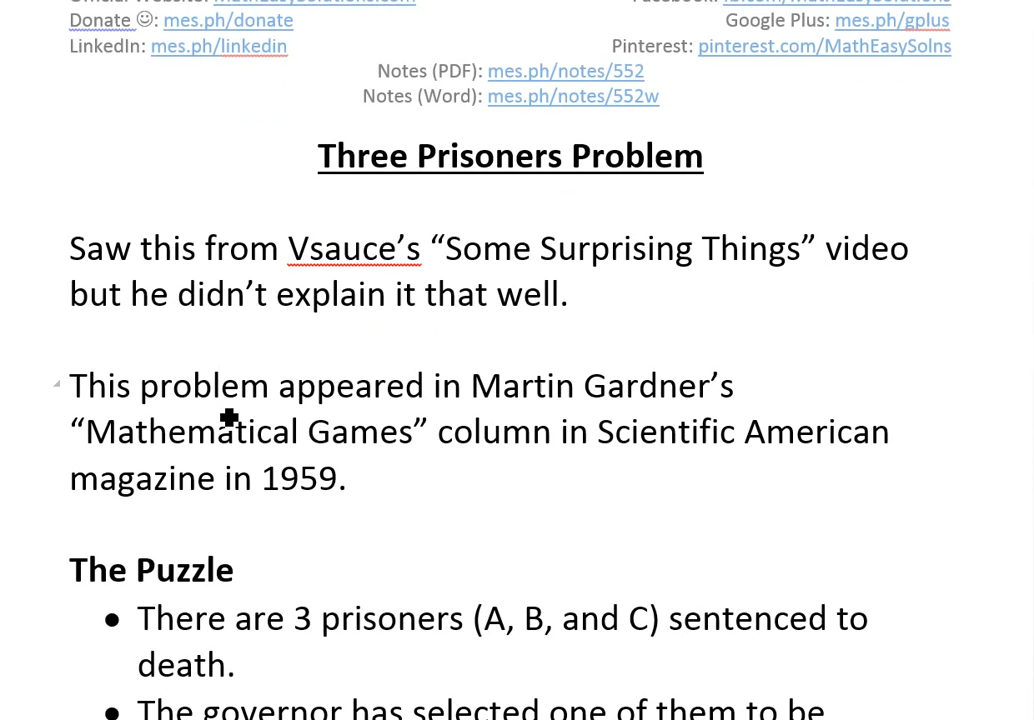 Donate ☺: mes.ph/donate
Google Plus: mes.ph/gplus
LinkedIn: mes.ph/linkedin
Pinterest: pinterest.com/MathEasySolns
Notes (PDF): mes.ph/notes/552
Notes (Word): mes.ph/notes/552w
Three Prisoners Problem
Saw this from Vsauce’s “Some Surprising Things” video
but he didn’t explain it that well.
This problem appeared in Martin Gardner’s
“Mathematical Games” column in Scientific American
magazine in 1959.
The Puzzle
• There are 3 prisoners (A, B, and C) sentenced to
death.
• The governor has selected one of them to be